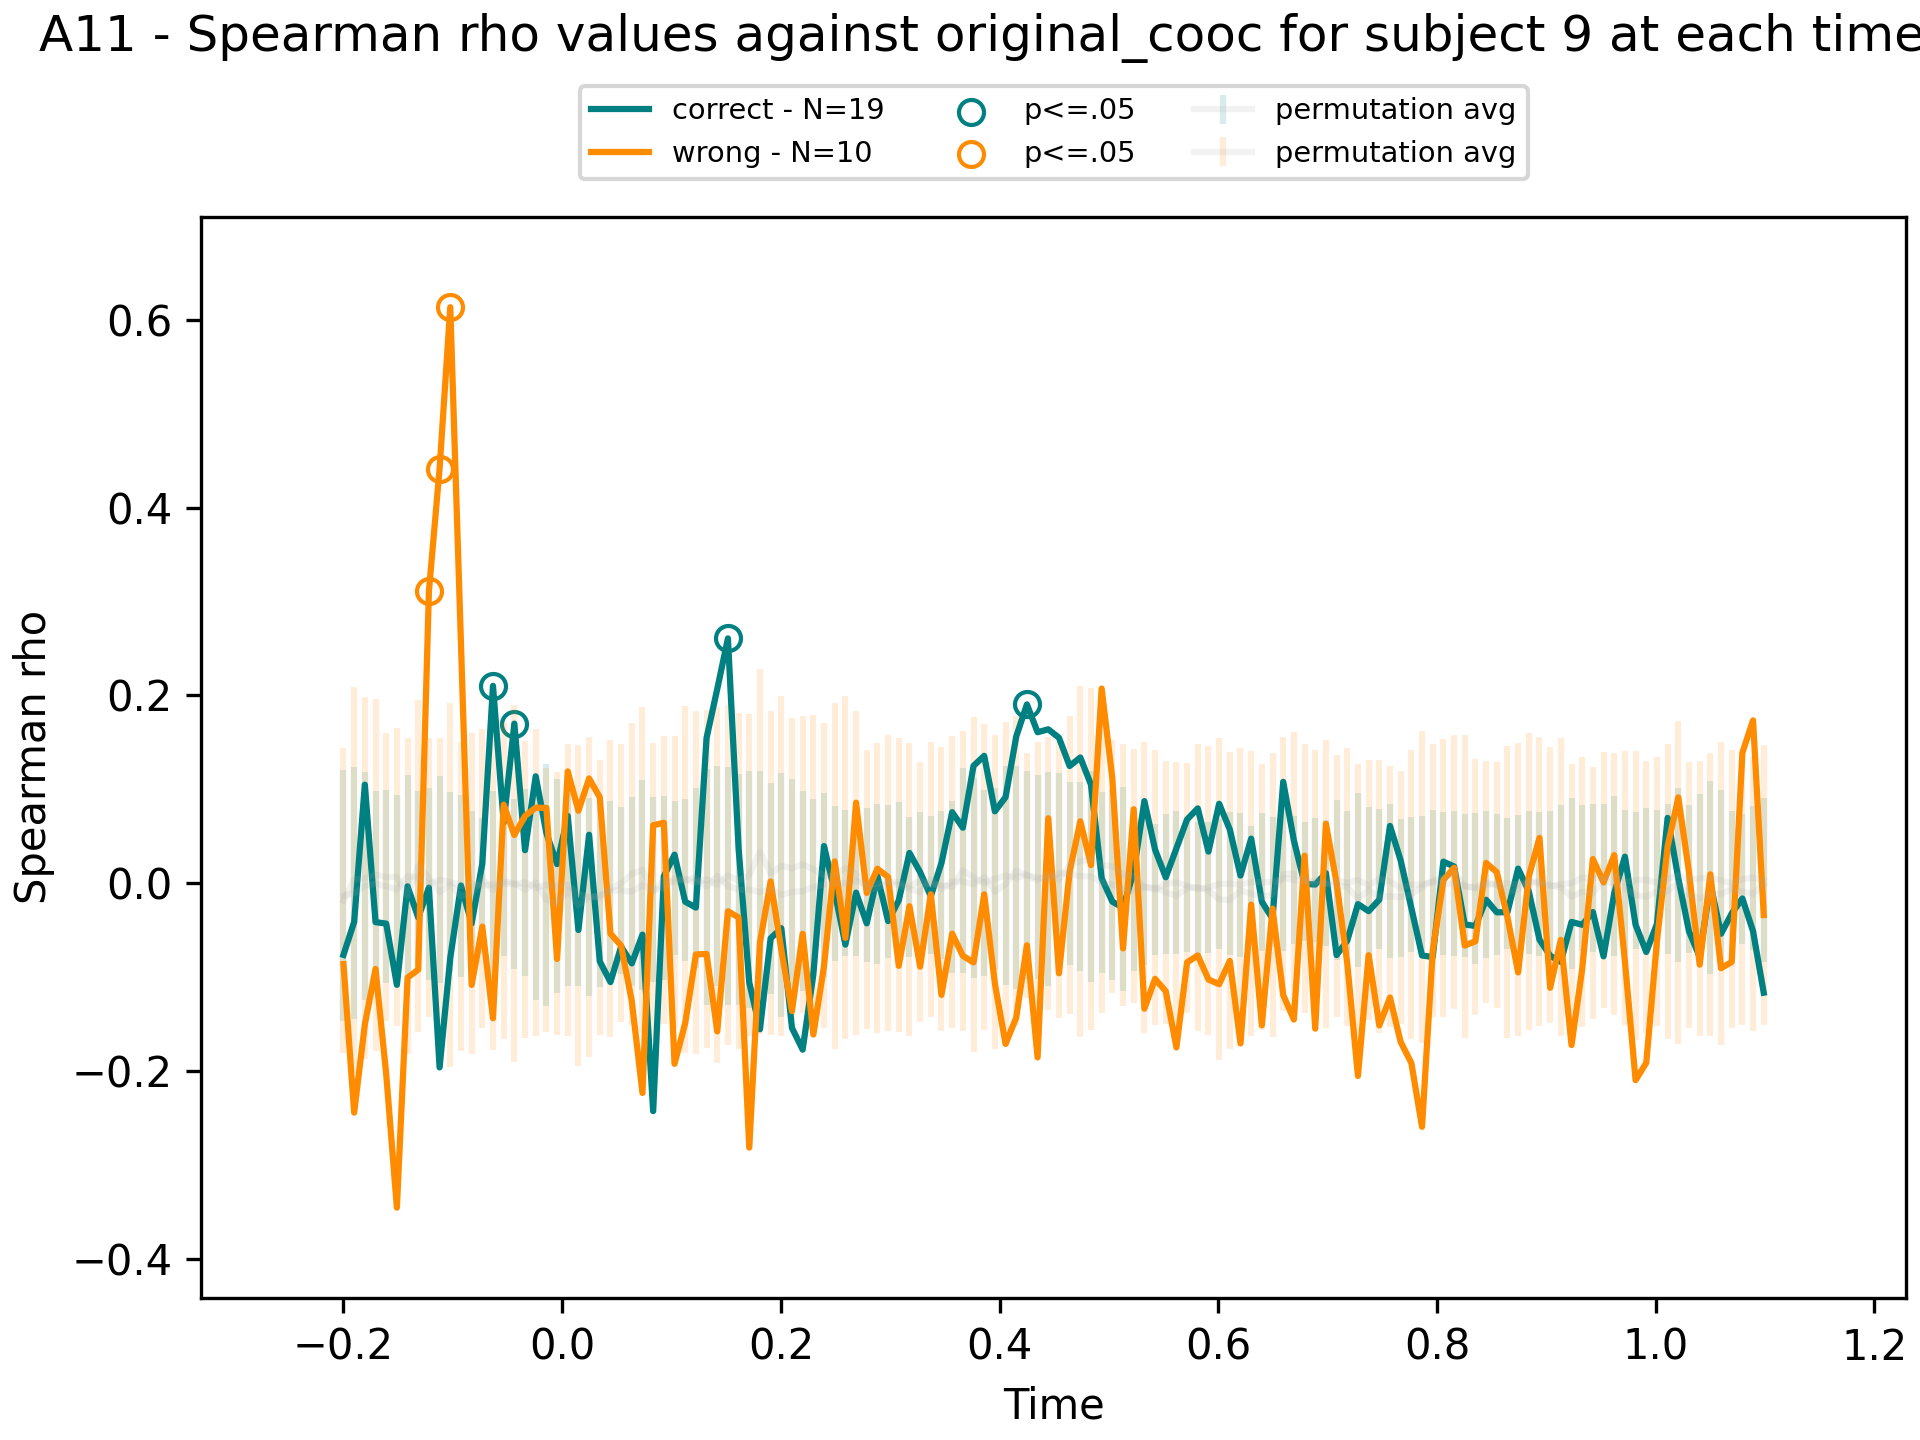 A11 - Spearman rho values against original_cooc for subject 9 at each time
correct - N=19
wrong - N=10
p<=.05
p<=.05
permutation avg
permutation avg
Spearman rho
0.6
0.4
0.2
0.0
−0.2
−0.4
−0.2 0.0 0.2 0.4 0.6 0.8 1.0 1.2
Time